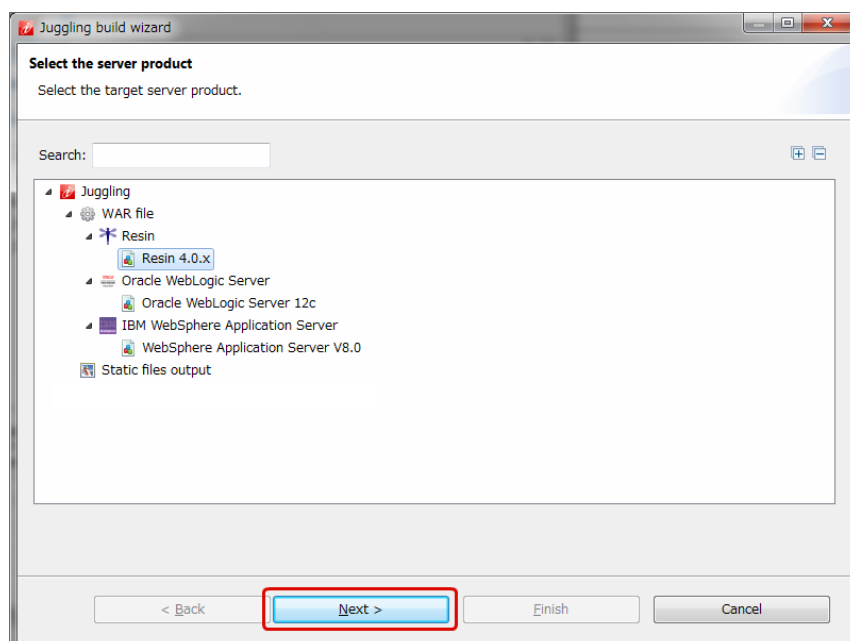 Juggling build wizard
Select the server product
Select the target server product.
Search:
Juggling
WAR file
Resin
Resin 4.0.x
Oracle WebLogic Server
Oracle WebLogic Server 12c
IBM WebSphere Application Server
WebSphere Application Server V8.0
Static files output
< Back Next > Finish Cancel